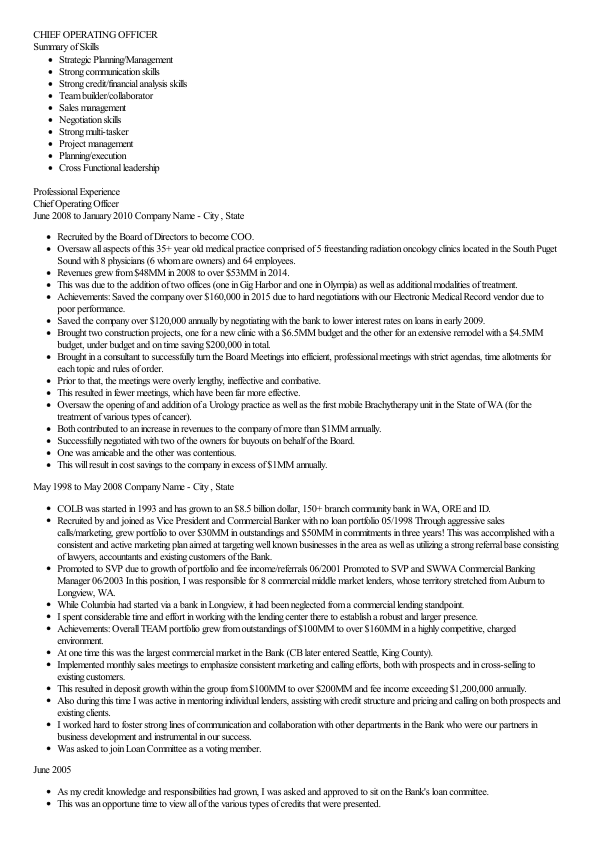 CHIEF OPERATING OFFICER
Summary of Skills
• Strategic Planning/Management
• Strong communication skills
• Strong credit/financial analysis skills
• Team builder/collaborator
• Sales management
• Negotiation skills
• Strong multi-tasker
• Project management
• Planning/execution
• Cross Functional leadership
Professional Experience
Chief Operating Officer
June 2008 to January 2010 Company Name - City , State
• Recruited by the Board of Directors to become COO.
• Oversaw all aspects of this 35+ year old medical practice comprised of 5 freestanding radiation oncology clinics located in the South Puget
Sound with 8 physicians (6 whom are owners) and 64 employees.
• Revenues grew from $48MM in 2008 to over $53MM in 2014.
• This was due to the addition of two offices (one in Gig Harbor and one in Olympia) as well as additional modalities of treatment.
• Achievements: Saved the company over $160,000 in 2015 due to hard negotiations with our Electronic Medical Record vendor due to
poor performance.
• Saved the company over $120,000 annually by negotiating with the bank to lower interest rates on loans in early 2009.
• Brought two construction projects, one for a new clinic with a $6.5MM budget and the other for an extensive remodel with a $4.5MM
budget, under budget and on time saving $200,000 in total.
• Brought in a consultant to successfully turn the Board Meetings into efficient, professional meetings with strict agendas, time allotments for
each topic and rules of order.
• Prior to that, the meetings were overly lengthy, ineffective and combative.
• This resulted in fewer meetings, which have been far more effective.
• Oversaw the opening of and addition of a Urology practice as well as the first mobile Brachytherapy unit in the State of WA (for the
treatment of various types of cancer).
• Both contributed to an increase in revenues to the company of more than $1MM annually.
• Successfully negotiated with two of the owners for buyouts on behalf of the Board.
• One was amicable and the other was contentious.
• This will result in cost savings to the company in excess of $1MM annually.
May 1998 to May 2008 Company Name - City , State
• COLB was started in 1993 and has grown to an $8.5 billion dollar, 150+ branch community bank in WA, ORE and ID.
• Recruited by and joined as Vice President and Commercial Banker with no loan portfolio 05/1998 Through aggressive sales
calls/marketing, grew portfolio to over $30MM in outstandings and $50MM in commitments in three years! This was accomplished with a
consistent and active marketing plan aimed at targeting well known businesses in the area as well as utilizing a strong referral base consisting
of lawyers, accountants and existing customers of the Bank.
• Promoted to SVP due to growth of portfolio and fee income/referrals 06/2001 Promoted to SVP and SWWA Commercial Banking
Manager 06/2003 In this position, I was responsible for 8 commercial middle market lenders, whose territory stretched from Auburn to
Longview, WA.
• While Columbia had started via a bank in Longview, it had been neglected from a commercial lending standpoint.
• I spent considerable time and effort in working with the lending center there to establish a robust and larger presence.
• Achievements: Overall TEAM portfolio grew from outstandings of $100MM to over $160MM in a highly competitive, charged
environment.
• At one time this was the largest commercial market in the Bank (CB later entered Seattle, King County).
• Implemented monthly sales meetings to emphasize consistent marketing and calling efforts, both with prospects and in cross-selling to
existing customers.
• This resulted in deposit growth within the group from $100MM to over $200MM and fee income exceeding $1,200,000 annually.
• Also during this time I was active in mentoring individual lenders, assisting with credit structure and pricing and calling on both prospects and
existing clients.
• I worked hard to foster strong lines of communication and collaboration with other departments in the Bank who were our partners in
business development and instrumental in our success.
• Was asked to join Loan Committee as a voting member.
June 2005
• As my credit knowledge and responsibilities had grown, I was asked and approved to sit on the Bank's loan committee.
• This was an opportune time to view all of the various types of credits that were presented.